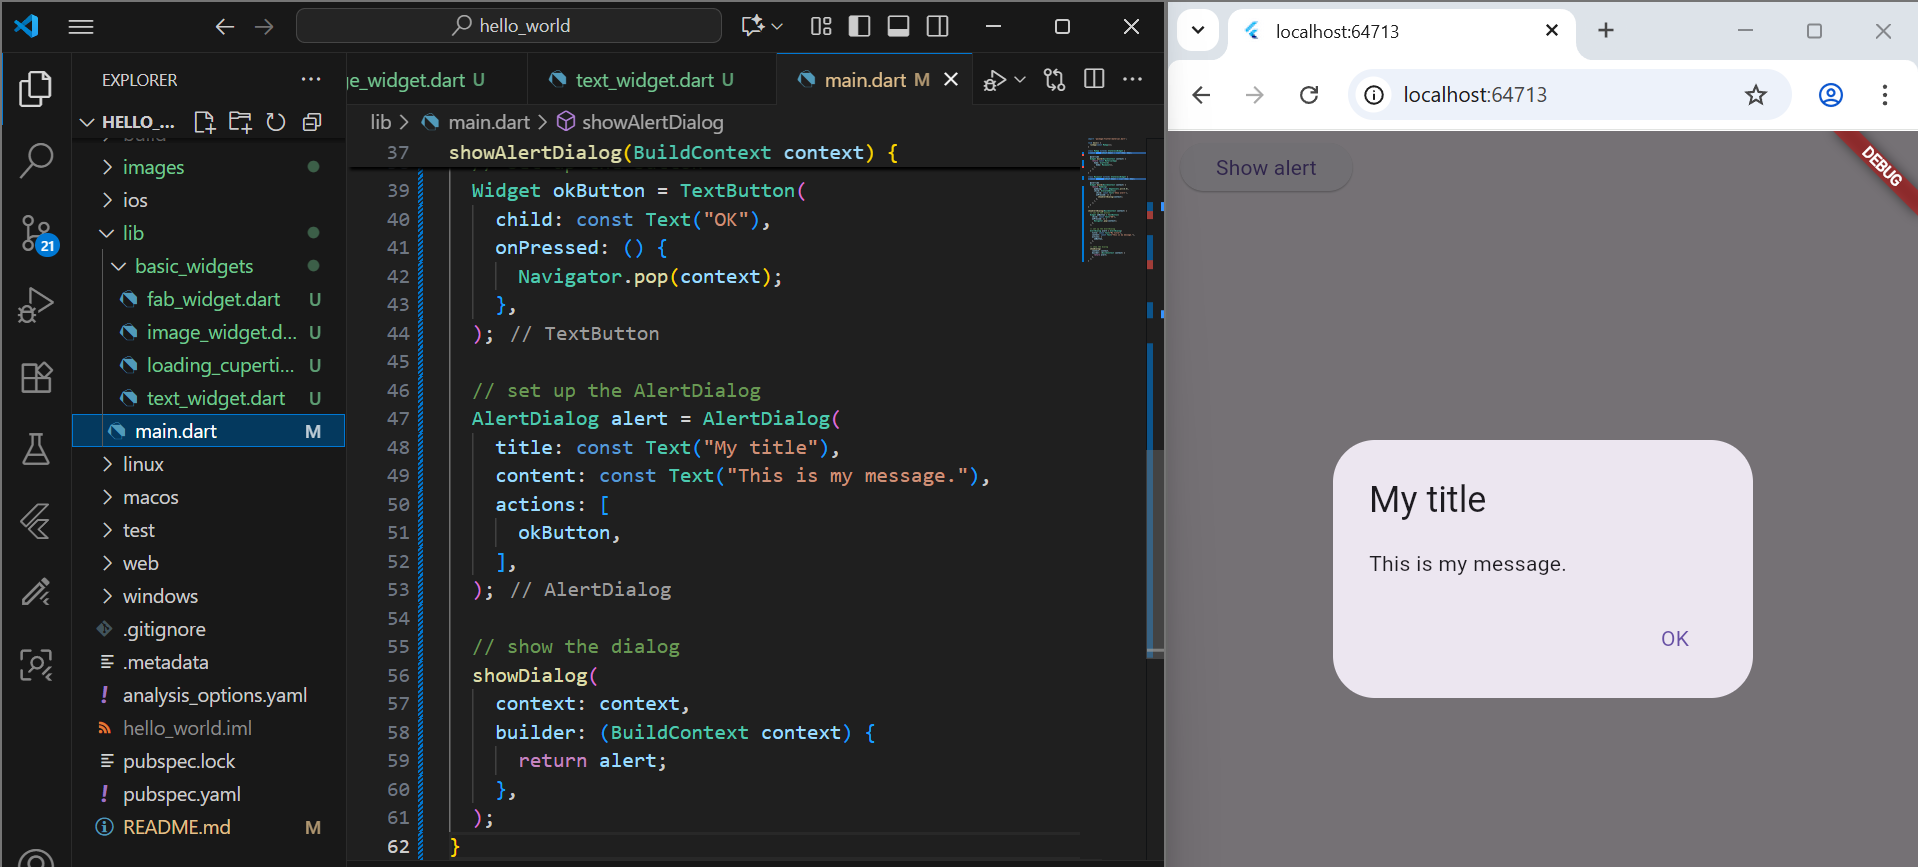 hello_world
EXPLORER
HELLO_...
images
ios
lib
basic_widgets
fab_widget.dart U
image_widget.d... U
loading_cuperti... U
text_widget.dart U
main.dart M
linux
macos
test
web
windows
.gitignore
.metadata
analysis_options.yaml
hello_world.iml
pubspec.lock
pubspec.yaml
README.md M
21
ge_widget.dart U
text_widget.dart U
main.dart M
lib > main.dart > showAlertDialog
37 showAlertDialog(BuildContext context) {
39 Widget okButton = TextButton(
40 child: const Text("OK"),
41 onPressed: () {
42 Navigator.pop(context);
43 },
44 ); // TextButton
45
46 // set up the AlertDialog
47 AlertDialog alert = AlertDialog(
48 title: const Text("My title"),
49 content: const Text("This is my message."),
50 actions: [
51 okButton,
52 ],
53 ); // AlertDialog
54
55 // show the dialog
56 showDialog(
57 context: context,
58 builder: (BuildContext context) {
59 return alert;
60 },
61 );
62 }
localhost:64713
localhost:64713
Show alert
DEBUG
My title
This is my message.
OK